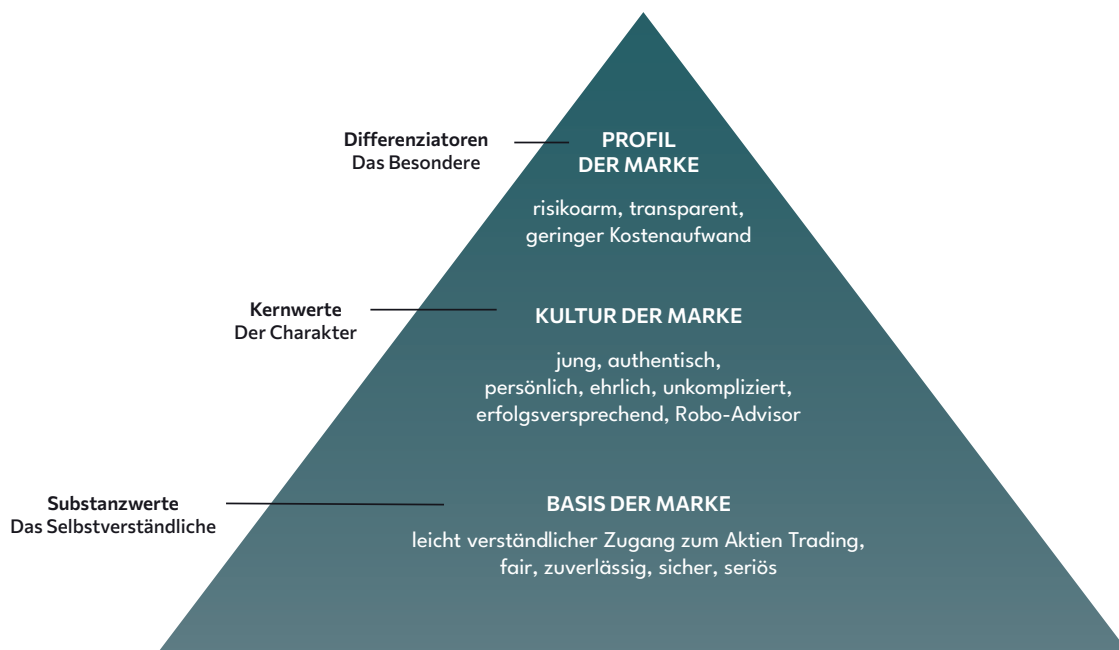 Differenziatoren
Das Besondere
PROFIL
DER MARKE
risikoarm, transparent,
geringer Kostenaufwand
Kernwerte
Der Charakter
KULTUR DER MARKE
jung, authentisch,
persönlich, ehrlich, unkompliziert,
erfolgsversprechend, Robo-Advisor
Substanzwerte
Das Selbstverständliche
BASIS DER MARKE
leicht verständlicher Zugang zum Aktien Trading,
fair, zuverlässig, sicher, seriös